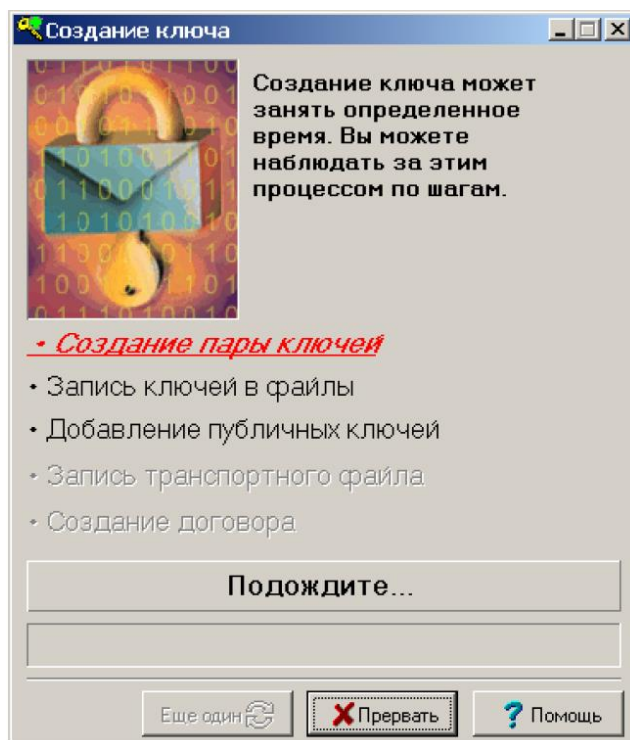 Создание ключа
Создание ключа может
занять определенное
время. Вы можете
наблюдать за этим
процессом по шагам.
• Создание пары ключей
• Запись ключей в файлы
• Добавление публичных ключей
• Запись транспортного файла
• Создание договора
Подождите...
Еще один
Прервать
? Помощь